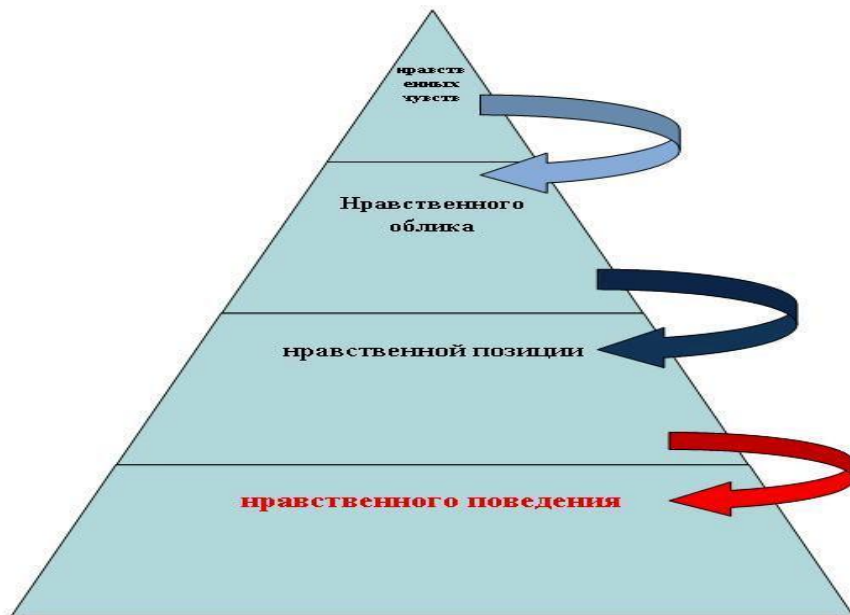 нравств
енных
чувств
Нравственного
облика
нравственной позиции
нравственного поведения